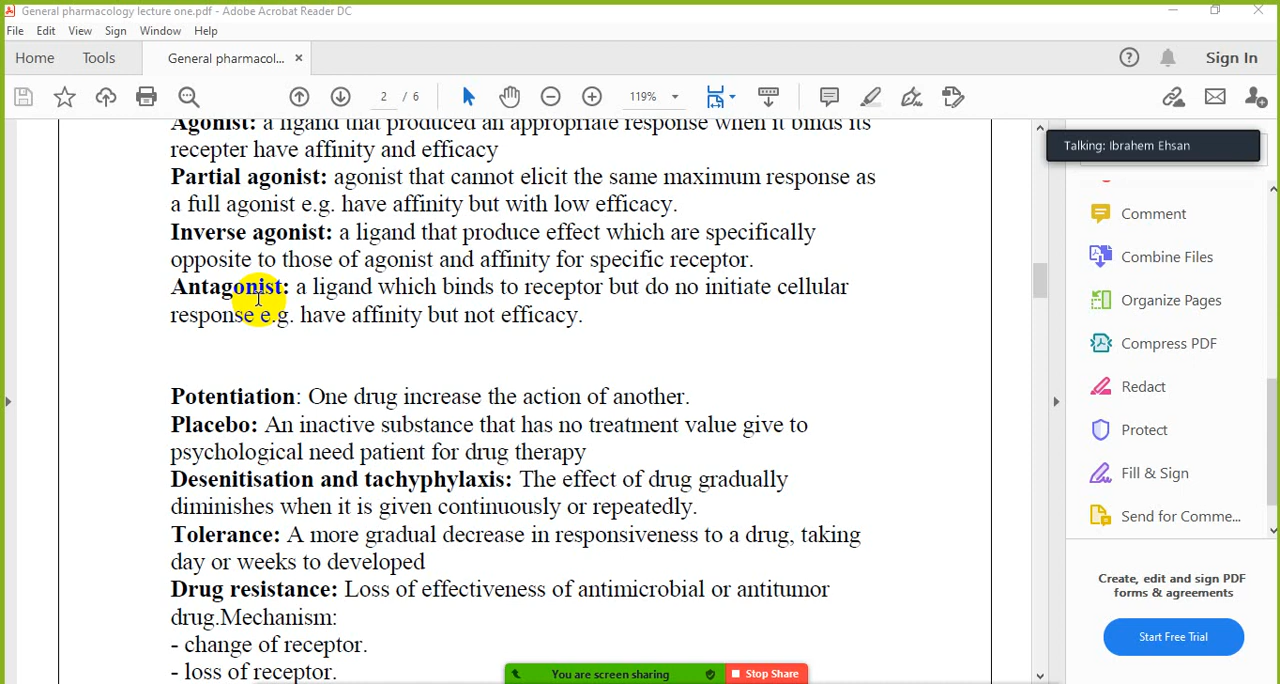 General pharmacology lecture one.pdf - Adobe Acrobat Reader DC
File Edit View Sign Window Help
Home Tools General pharmacol... × Sign In
2 / 6 119%
Talking: Ibrahem Ehsan
Agonist: a ligand that produced an appropriate response when it binds its
recepter have affinity and efficacy
Partial agonist: agonist that cannot elicit the same maximum response as
a full agonist e.g. have affinity but with low efficacy.
Inverse agonist: a ligand that produce effect which are specifically
opposite to those of agonist and affinity for specific receptor.
Antagonist: a ligand which binds to receptor but do no initiate cellular
response e.g. have affinity but not efficacy.
Potentiation: One drug increase the action of another.
Placebo: An inactive substance that has no treatment value give to
psychological need patient for drug therapy
Desenitisation and tachyphylaxis: The effect of drug gradually
diminishes when it is given continuously or repeatedly.
Tolerance: A more gradual decrease in responsiveness to a drug, taking
day or weeks to developed
Drug resistance: Loss of effectiveness of antimicrobial or antitumor
drug.Mechanism:
- change of receptor.
- loss of receptor.
Comment
Combine Files
Organize Pages
Compress PDF
Redact
Protect
Fill & Sign
Send for Comme...
Create, edit and sign PDF
forms & agreements
Start Free Trial
You are screen sharing Stop Share